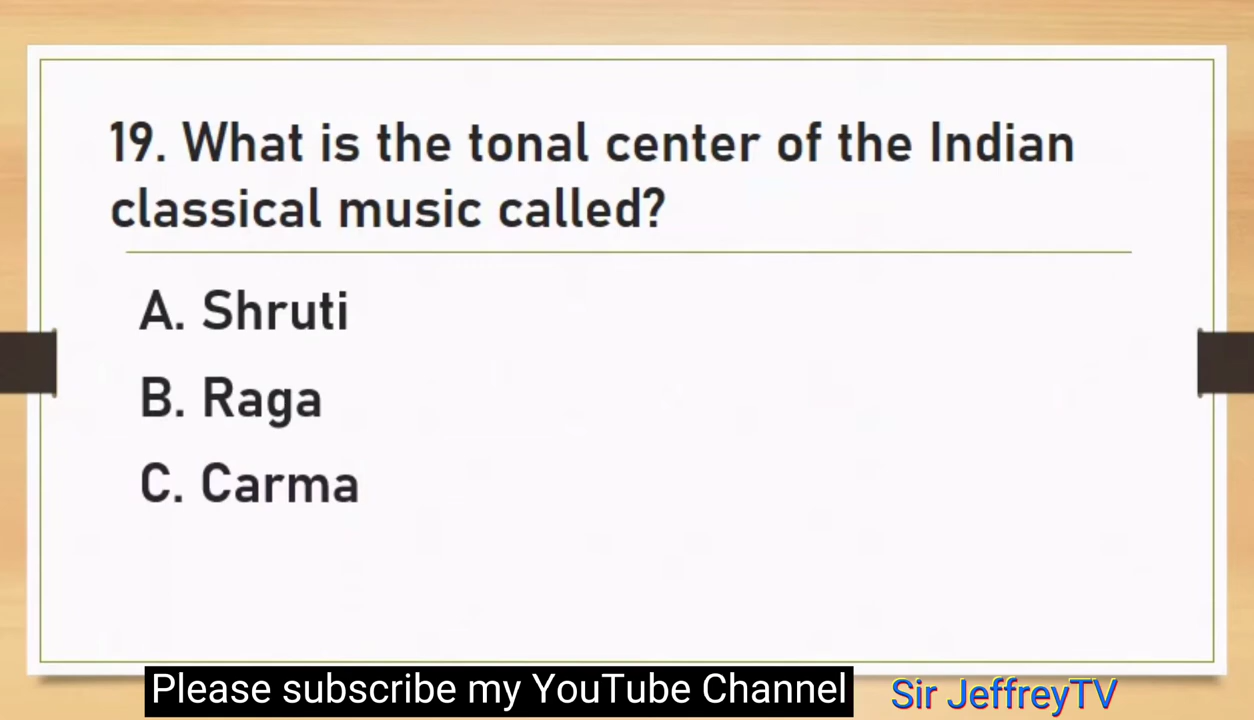 19. What is the tonal center of the Indian
classical music called?
A. Shruti
B. Raga
C. Carma
Please subscribe my YouTube Channel
Sir JeffreyTV